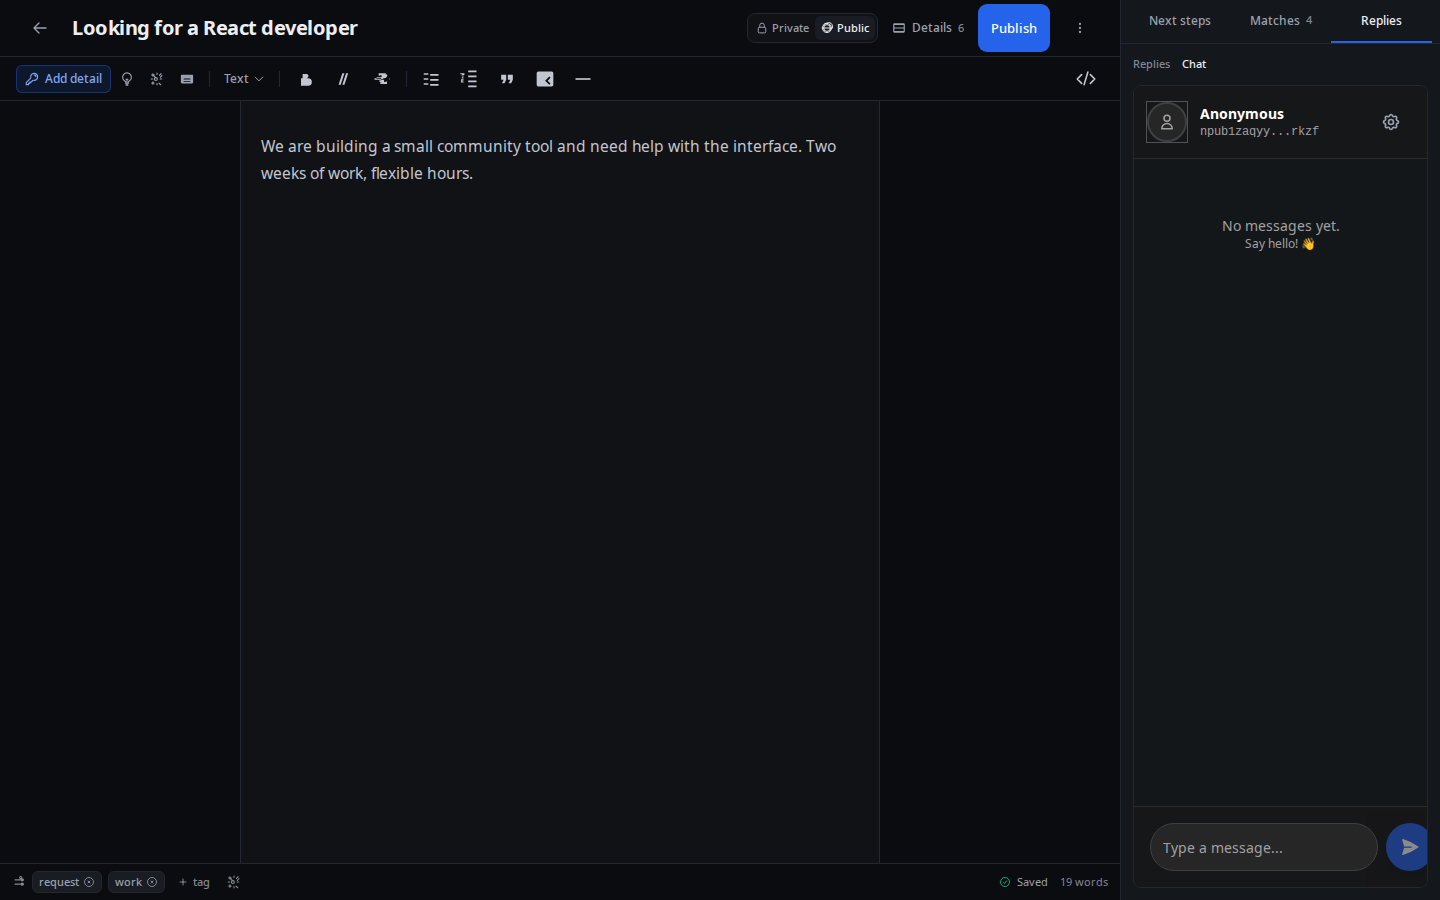 Looking for a React developer
Private Public Details 6 Publish
Next steps Matches 4 Replies
Add detail Text
Replies Chat
Anonymous
npub1zaqyy...rkzf
We are building a small community tool and need help with the interface. Two
weeks of work, flexible hours.
No messages yet.
Say hello! 👋
Type a message...
request work + tag
Saved 19 words